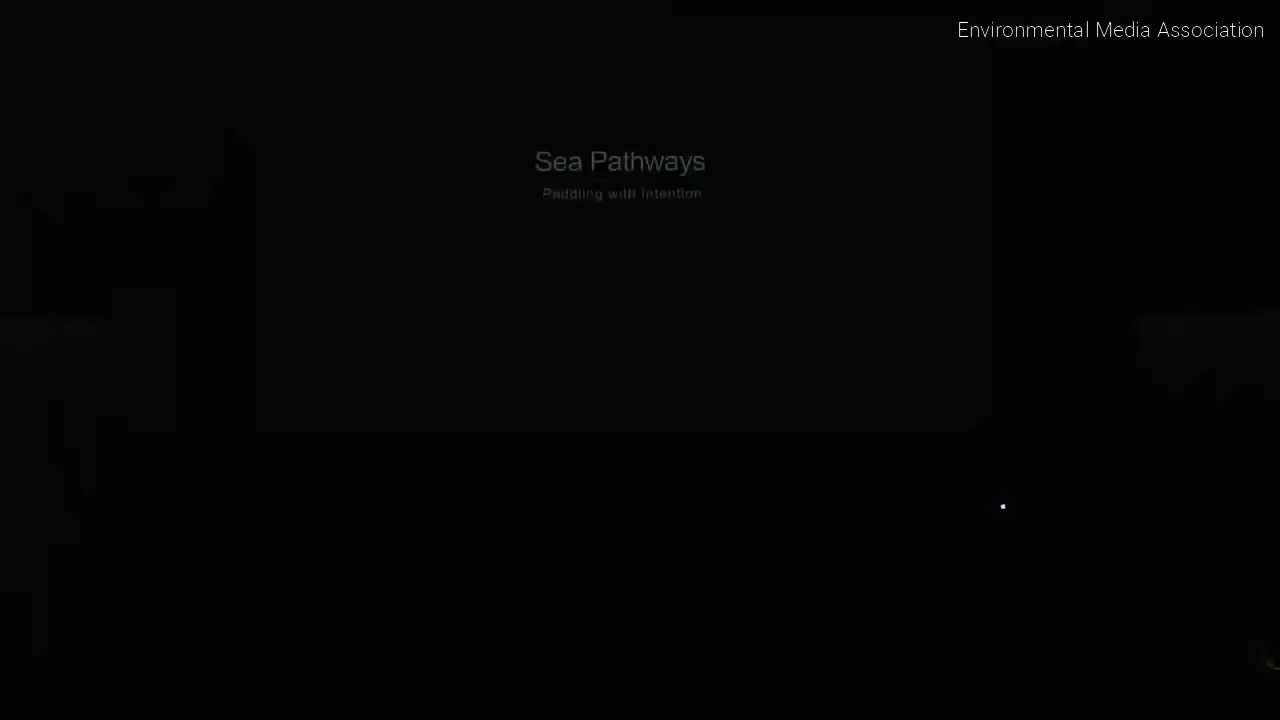 Environmental Media Association
Sea Pathways
Paddling with Intention